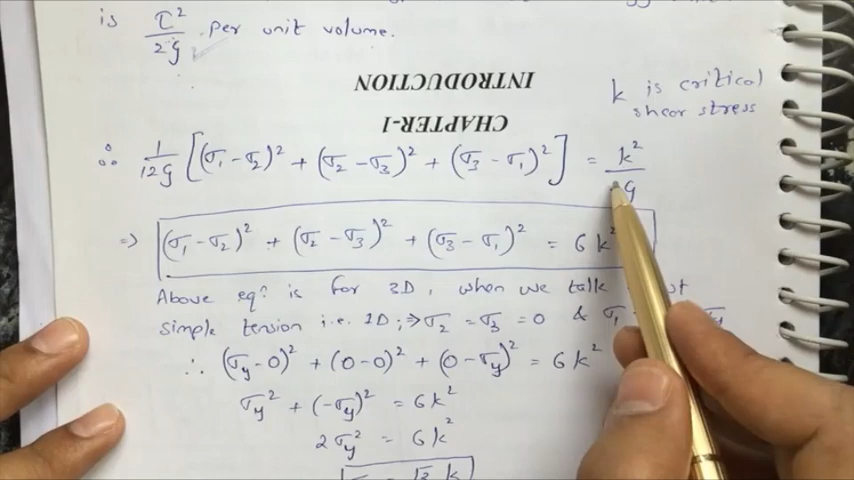 is τ²/2g per unit volume.
INTRODUCTION
k is critical
shear stress
CHAPTER-1
∴ 1/12g [(σ₁ - σ₂)² + (σ₂ - σ₃)² + (σ₃ - σ₁)²] = k²/g
⇒ (σ₁ - σ₂)² + (σ₂ - σ₃)² + (σ₃ - σ₁)² = 6k²
Above eqⁿ is for 3D, when we talk
simple tension i.e. 1D; ⇒ σ₂ = σ₃ = 0 & σ₁
∴ (σy - 0)² + (0 - 0)² + (0 - σy)² = 6k²
σy² + (-σy)² = 6k²
2σy² = 6k²